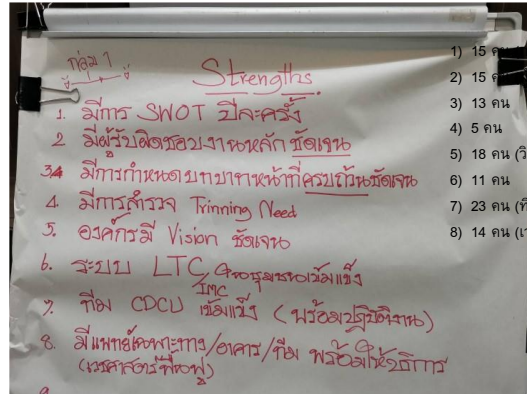 กลุ่ม 1
Strengths
1. มีการ SWOT ปีละครั้ง
2 มีผู้รับผิดชอบงานหลัก ชัดเจน
3. มีการกำหนดบทบาทหน้าที่ครบถ้วนชัดเจน
4. มีการสำรวจ Trinning Need
5. องค์กรมี Vision ชัดเจน
6. ระบบ LTC ชุมชนเข้มแข็ง
IMC
7. ทีม CDCU เข้มแข็ง (พร้อมปฏิบัติงาน)
8. มีแพทย์เฉพาะทาง/อาคาร/ทีม พร้อมให้บริการ
(เวชศาสตร์ฟื้นฟู)
9
1) 15 คน
2) 15
3) 13 คน
4) 5 คน
5) 18 คน (วิ
6) 11 คน
7) 23 คน (ที
8) 14 คน (เว